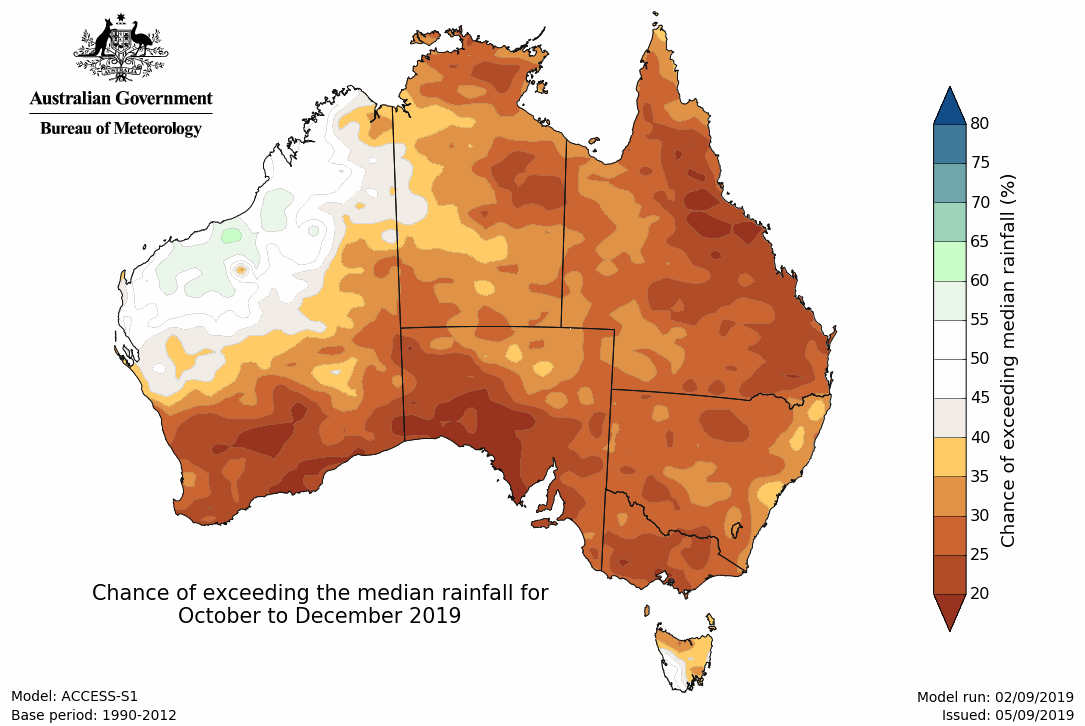 Australian Government
Bureau of Meteorology
80
75
70
65
60
55
50
45
40
35
30
25
20
Chance of exceeding median rainfall (%)
Chance of exceeding the median rainfall for
October to December 2019
Model: ACCESS-S1
Base period: 1990-2012
Model run: 02/09/2019
Issued: 05/09/2019